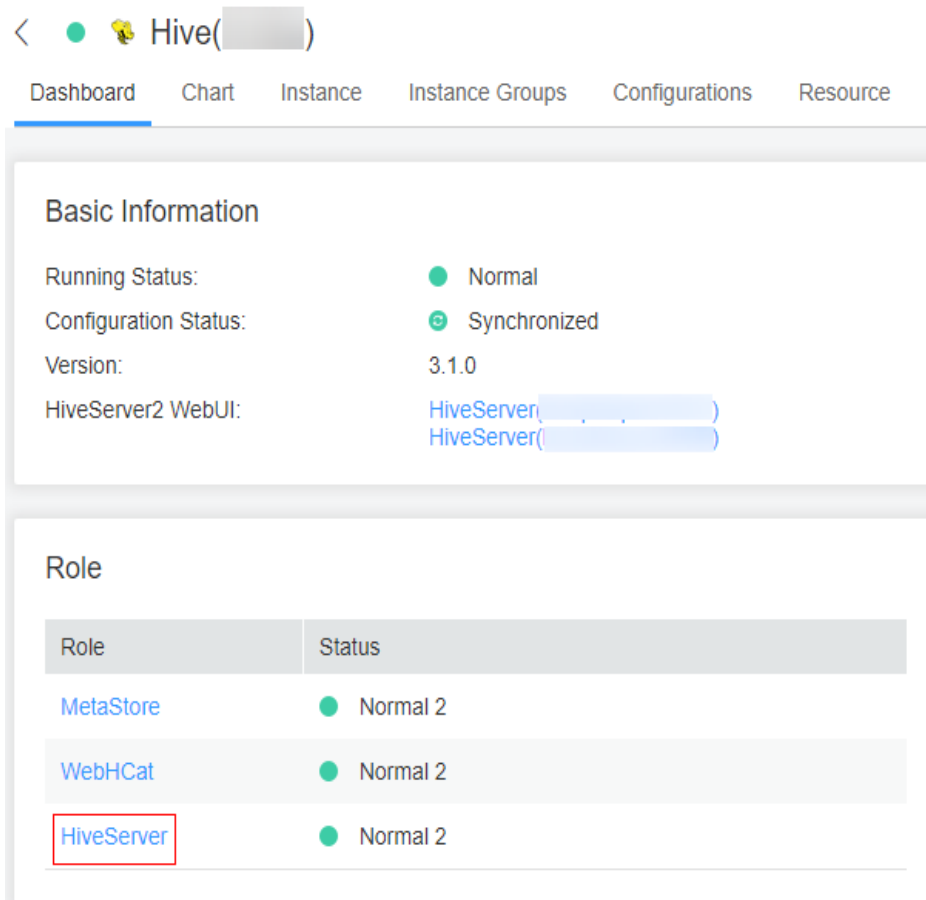 Hive( )
Dashboard Chart Instance Instance Groups Configurations Resource
Basic Information
Running Status: Normal
Configuration Status: Synchronized
Version: 3.1.0
HiveServer2 WebUI: HiveServer( )
HiveServer( )
Role
Role Status
MetaStore Normal 2
WebHCat Normal 2
HiveServer Normal 2